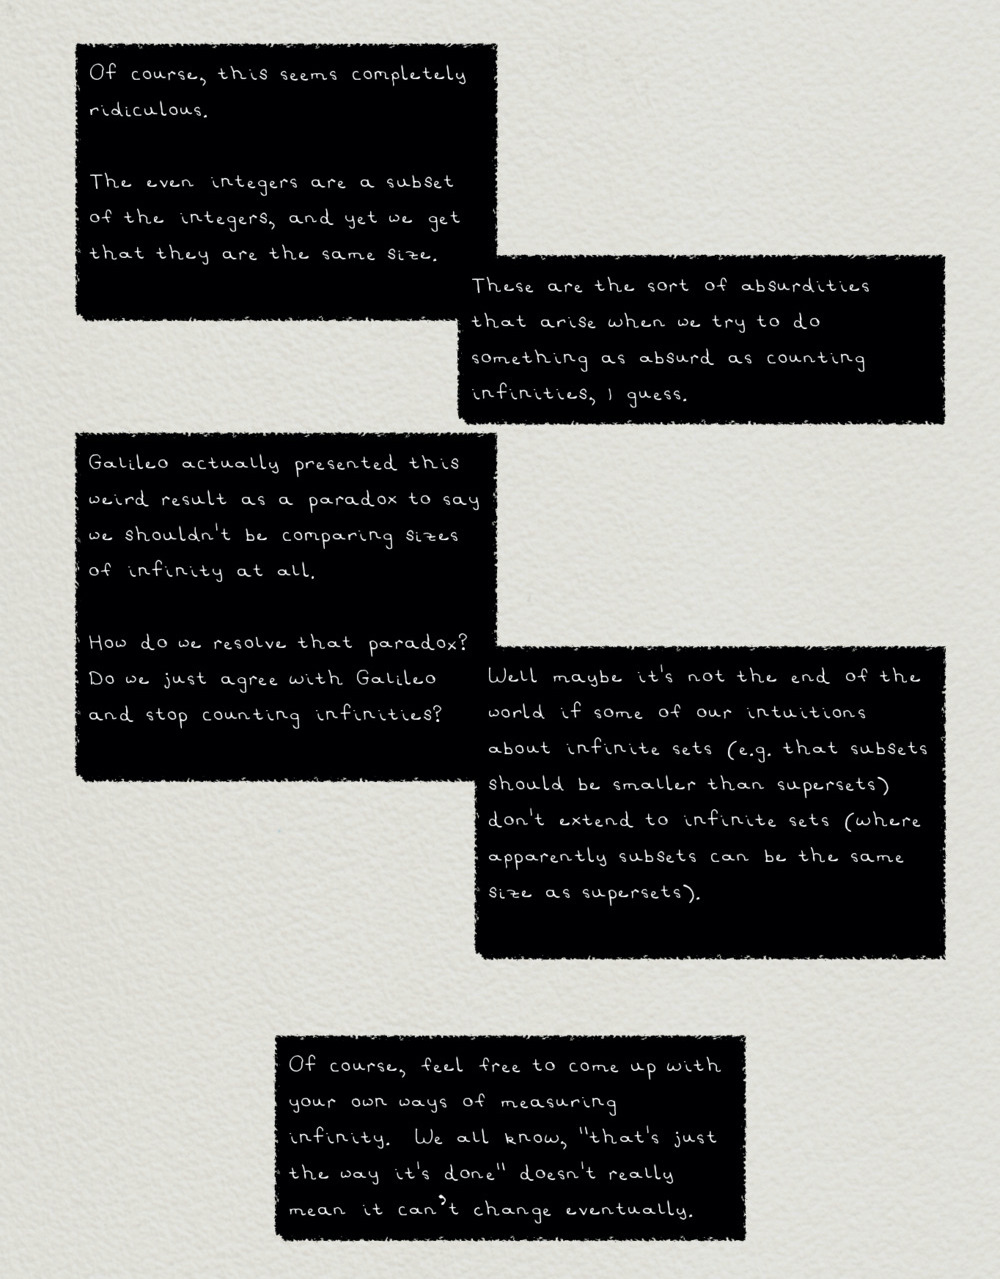 Of course, this seems completely
ridiculous.
The even integers are a subset
of the integers, and yet we get
that they are the same size.
These are the sort of absurdities
that arise when we try to do
something as absurd as counting
infinities, I guess.
Galileo actually presented this
weird result as a paradox to say
we shouldn't be comparing sizes
of infinity at all.
How do we resolve that paradox?
Do we just agree with Galileo
and stop counting infinities?
Well maybe it's not the end of the
world if some of our intuitions
about infinite sets (e.g. that subsets
should be smaller than supersets)
don't extend to infinite sets (where
apparently subsets can be the same
size as supersets).
Of course, feel free to come up with
your own ways of measuring
infinity. We all know, "that's just
the way it's done" doesn't really
mean it can't change eventually.